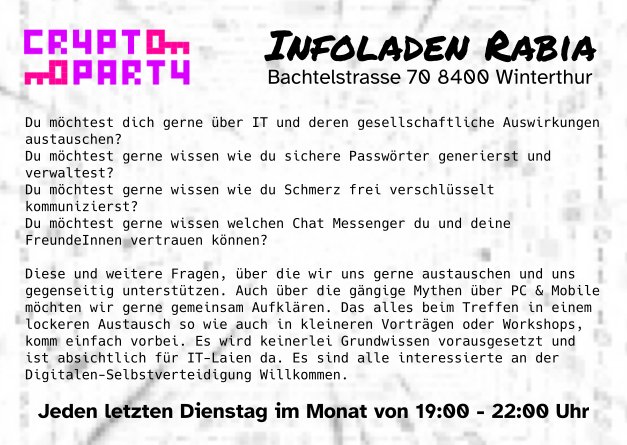 CRYPTO
PARTY
INFOLADEN RABIA
Bachtelstrasse 70 8400 Winterthur
Du möchtest dich gerne über IT und deren gesellschaftliche Auswirkungen
austauschen?
Du möchtest gerne wissen wie du sichere Passwörter generierst und
verwaltest?
Du möchtest gerne wissen wie du Schmerz frei verschlüsselt
kommunizierst?
Du möchtest gerne wissen welchen Chat Messenger du und deine
FreundeInnen vertrauen können?
Diese und weitere Fragen, über die wir uns gerne austauschen und uns
gegenseitig unterstützen. Auch über die gängige Mythen über PC & Mobile
möchten wir gerne gemeinsam Aufklären. Das alles beim Treffen in einem
lockeren Austausch so wie auch in kleineren Vorträgen oder Workshops,
komm einfach vorbei. Es wird keinerlei Grundwissen vorausgesetzt und
ist absichtlich für IT-Laien da. Es sind alle interessierte an der
Digitalen-Selbstverteidigung Willkommen.
Jeden letzten Dienstag im Monat von 19:00 - 22:00 Uhr